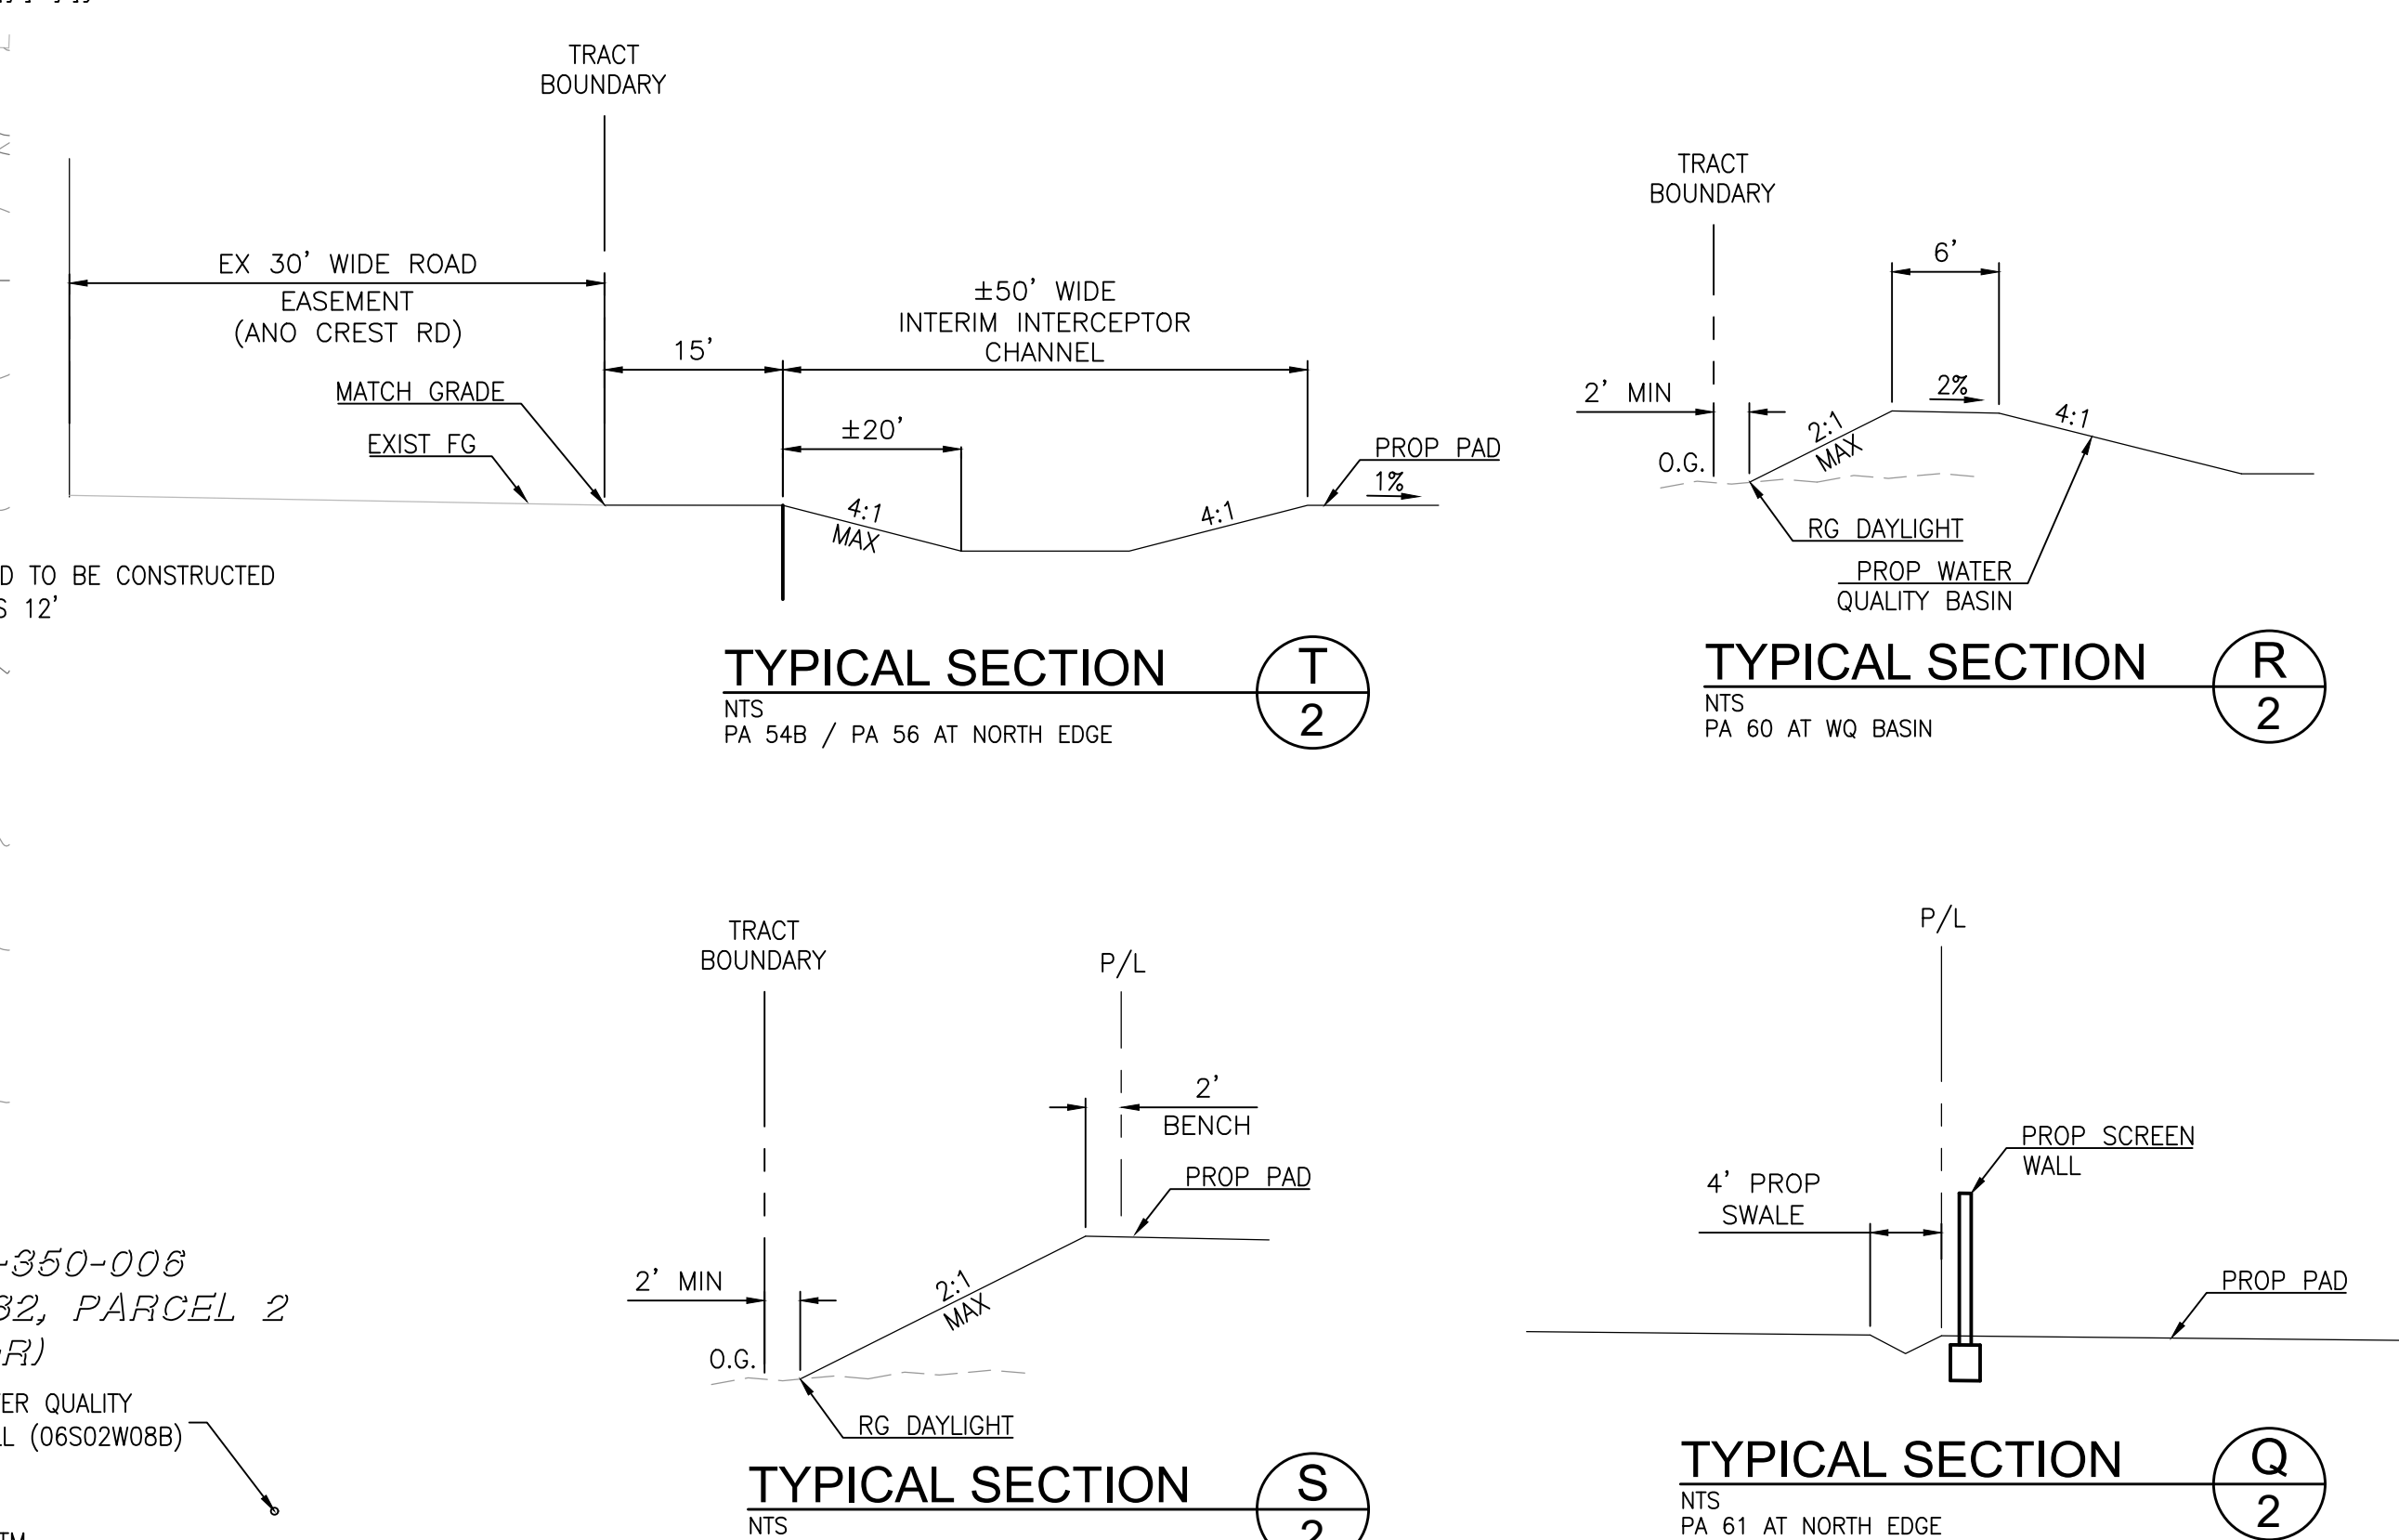 TRACT
BOUNDARY
EX 30' WIDE ROAD
EASEMENT
(ANO CREST RD)
15'
±50' WIDE
INTERIM INTERCEPTOR
CHANNEL
MATCH GRADE
EXIST FG
±20'
PROP PAD
1%
4:1
MAX
4:1
TO BE CONSTRUCTED
12'
TYPICAL SECTION
T
2
NTS
PA 54B / PA 56 AT NORTH EDGE
TRACT
BOUNDARY
6'
2' MIN
2%
2:1
MAX
4:1
O.G.
RG DAYLIGHT
PROP WATER
QUALITY BASIN
TYPICAL SECTION
R
2
NTS
PA 60 AT WQ BASIN
TRACT
BOUNDARY
P/L
2'
BENCH
PROP PAD
2' MIN
2:1
MAX
O.G.
RG DAYLIGHT
TYPICAL SECTION
S
2
NTS
P/L
PROP SCREEN
WALL
4' PROP
SWALE
PROP PAD
TYPICAL SECTION
Q
2
NTS
PA 61 AT NORTH EDGE
-350-006
32, PARCEL 2
QUALITY
(06S02W08B)